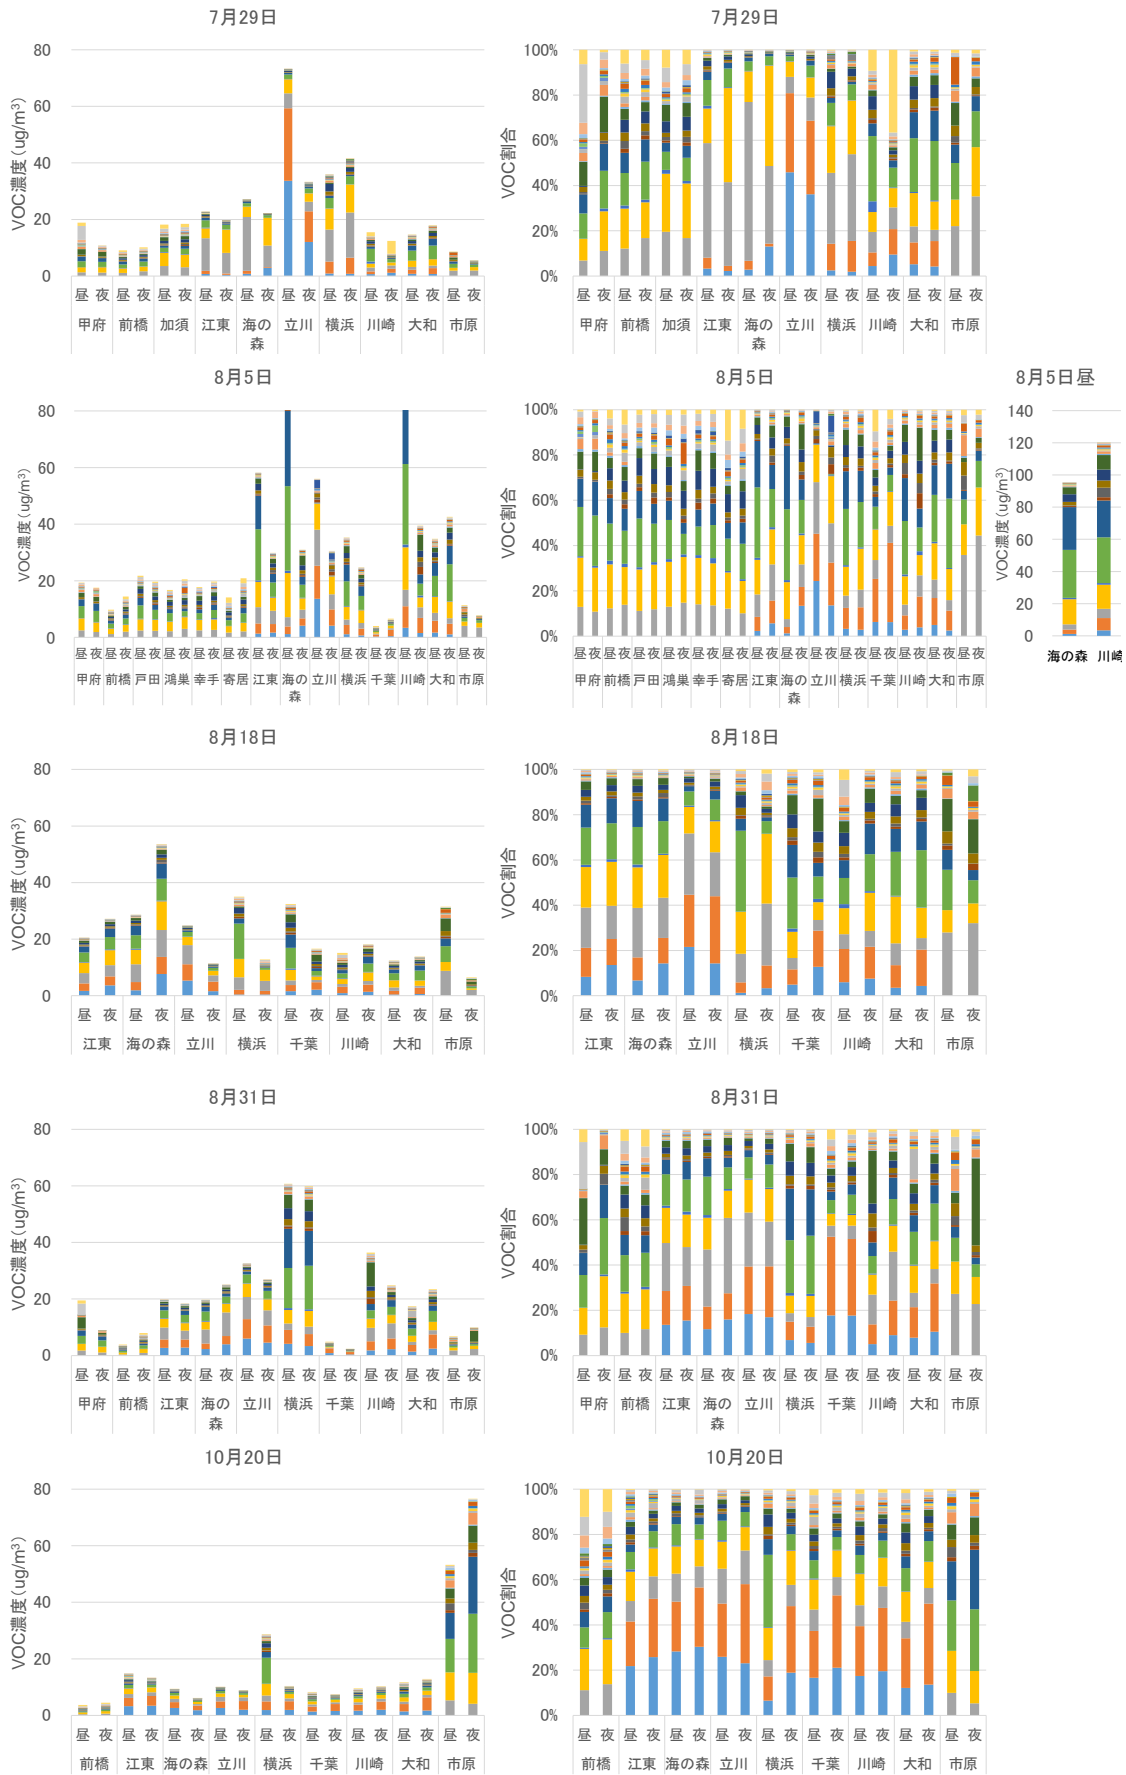 7月29日
7月29日
VOC濃度(ug/m³)
80
60
40
20
0
昼 夜 昼 夜 昼 夜 昼 夜 昼 夜 昼 夜 昼 夜 昼 夜 昼 夜 昼 夜
甲府 前橋 加須 江東 海の森 立川 横浜 川崎 大和 市原
VOC割合
100%
80%
60%
40%
20%
0%
昼 夜 昼 夜 昼 夜 昼 夜 昼 夜 昼 夜 昼 夜 昼 夜 昼 夜 昼 夜
甲府 前橋 加須 江東 海の森 立川 横浜 川崎 大和 市原
8月5日
8月5日
8月5日昼
VOC濃度(ug/m³)
80
60
40
20
0
昼 夜 昼 夜 昼 夜 昼 夜 昼 夜 昼 夜 昼 夜 昼 夜 昼 夜 昼 夜 昼 夜 昼 夜 昼 夜 昼 夜
甲府 前橋 戸田 鴻巣 幸手 寄居 江東 海の森 立川 横浜 千葉 川崎 大和 市原
VOC割合
100%
80%
60%
40%
20%
0%
昼 夜 昼 夜 昼 夜 昼 夜 昼 夜 昼 夜 昼 夜 昼 夜 昼 夜 昼 夜 昼 夜 昼 夜 昼 夜 昼 夜
甲府 前橋 戸田 鴻巣 幸手 寄居 江東 海の森 立川 横浜 千葉 川崎 大和 市原
VOC濃度(ug/m³)
140
120
100
80
60
40
20
0
海の森 川崎
8月18日
8月18日
VOC濃度(ug/m³)
80
60
40
20
0
昼 夜 昼 夜 昼 夜 昼 夜 昼 夜 昼 夜 昼 夜 昼 夜
江東 海の森 立川 横浜 千葉 川崎 大和 市原
VOC割合
100%
80%
60%
40%
20%
0%
昼 夜 昼 夜 昼 夜 昼 夜 昼 夜 昼 夜 昼 夜 昼 夜
江東 海の森 立川 横浜 千葉 川崎 大和 市原
8月31日
8月31日
VOC濃度(ug/m³)
80
60
40
20
0
昼 夜 昼 夜 昼 夜 昼 夜 昼 夜 昼 夜 昼 夜 昼 夜 昼 夜 昼 夜
甲府 前橋 江東 海の森 立川 横浜 千葉 川崎 大和 市原
VOC割合
100%
80%
60%
40%
20%
0%
昼 夜 昼 夜 昼 夜 昼 夜 昼 夜 昼 夜 昼 夜 昼 夜 昼 夜 昼 夜
甲府 前橋 江東 海の森 立川 横浜 千葉 川崎 大和 市原
10月20日
10月20日
VOC濃度(ug/m³)
80
60
40
20
0
昼 夜 昼 夜 昼 夜 昼 夜 昼 夜 昼 夜 昼 夜 昼 夜 昼 夜
前橋 江東 海の森 立川 横浜 千葉 川崎 大和 市原
VOC割合
100%
80%
60%
40%
20%
0%
昼 夜 昼 夜 昼 夜 昼 夜 昼 夜 昼 夜 昼 夜 昼 夜 昼 夜
前橋 江東 海の森 立川 横浜 千葉 川崎 大和 市原